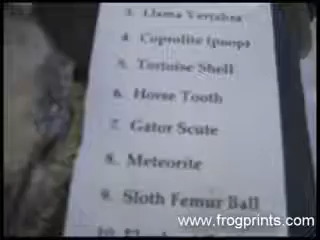 3. Llama Vertebra
4. Coprolite (poop)
5. Tortoise Shell
6. Horse Tooth
7. Gator Scute
8. Meteorite
9. Sloth Femur Ball
www.frogprints.com
10.